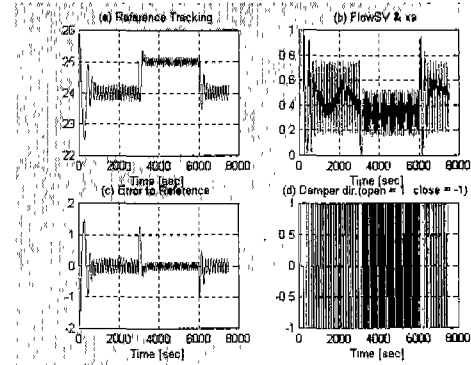 (a) Reference Tracking
26
25
24
23
22
0 2000 4000 6000 8000
Time [sec]
(b) FlowSV & xa
1
0.8
0.6
0.4
0.2
0
0 2000 4000 6000 8000
Time [sec]
(c) Error to Reference
2
1
0
-1
-2
0 2000 4000 6000 8000
Time [sec]
(d) Damper dir.(open = 1 close = -1)
1
0.5
0
-0.5
-1
0 2000 4000 6000 8000
Time [sec]